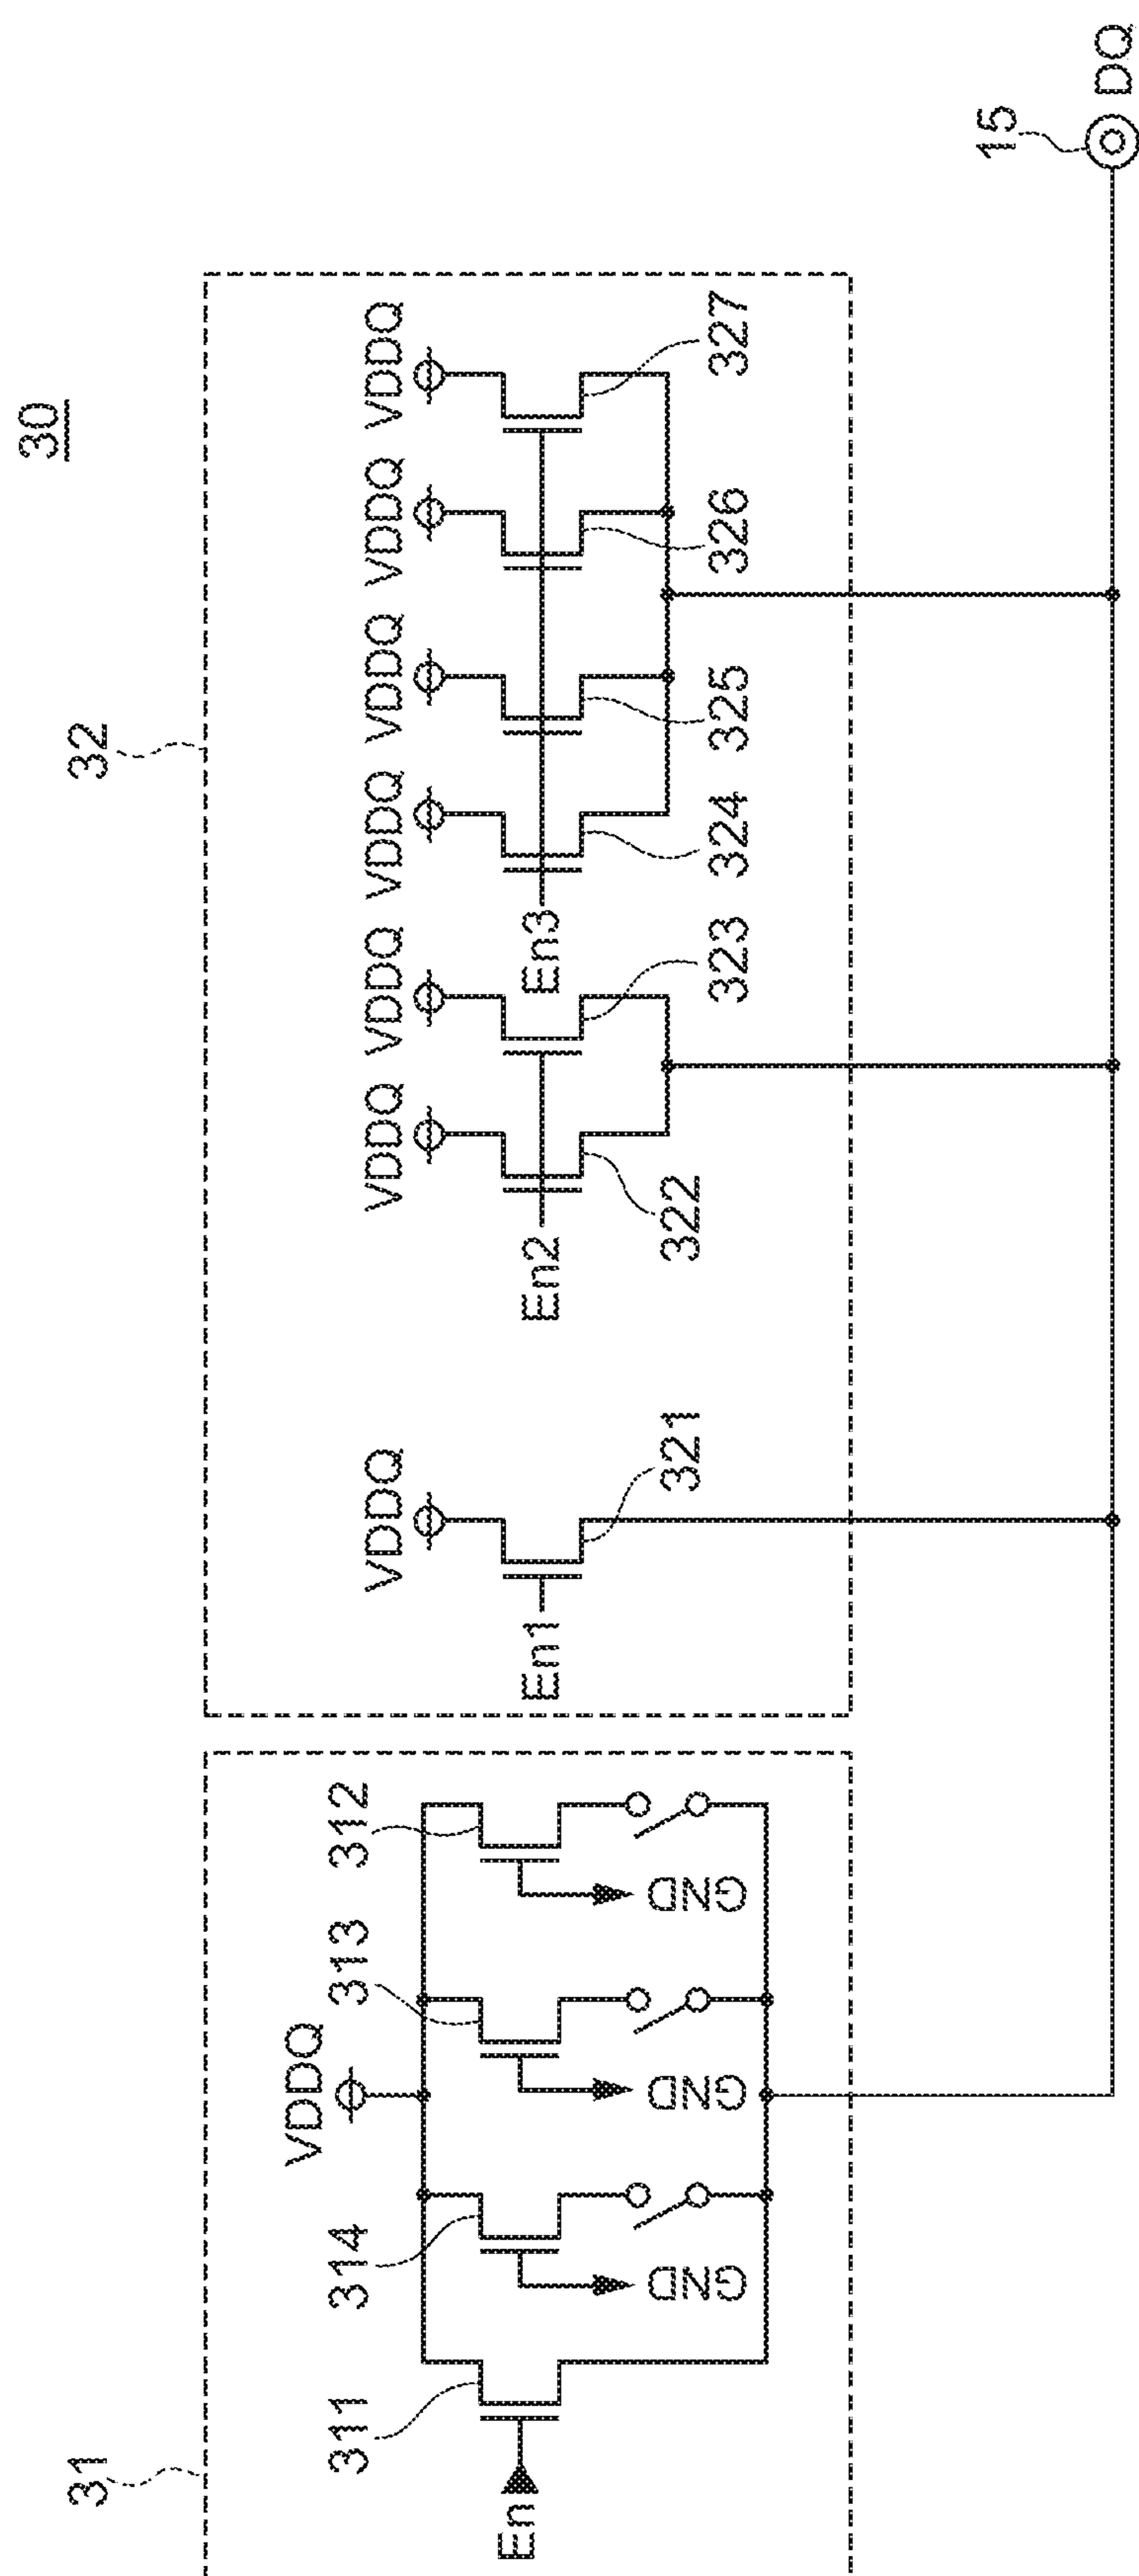 30
32
VDDQ
VDDQ
VDDQ
VDDQ
VDDQ
VDDQ
VDDQ
En1
En2
En3
321
322
323
324
325
326
327
31
VDDQ
311
314
313
312
En
GND
GND
GND
15
DQ